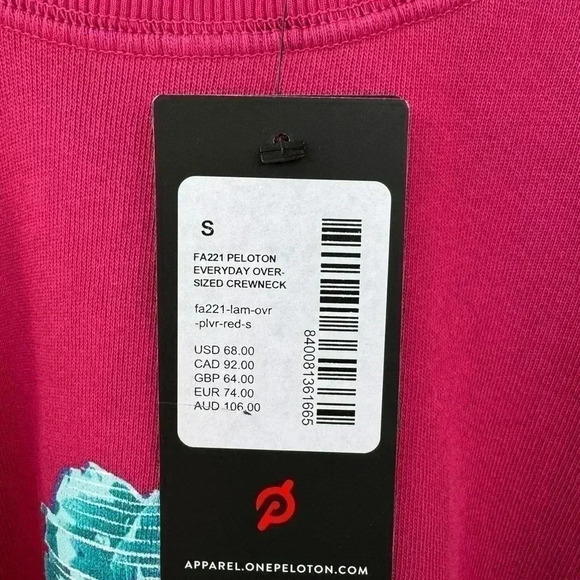 S
FA221 PELOTON
EVERYDAY OVER-
SIZED CREWNECK
fa221-lam-ovr
-plvr-red-s
USD 68.00
CAD 92.00
GBP 64.00
EUR 74.00
AUD 106.00
840081361665
APPAREL.ONEPELOTON.COM